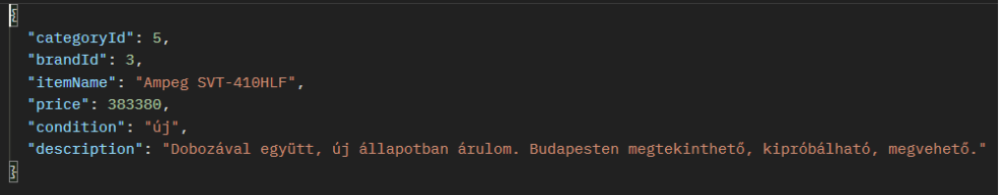 {
"categoryId": 5,
"brandId": 3,
"itemName": "Ampeg SVT-410HLF",
"price": 383380,
"condition": "új",
"description": "Dobozával együtt, új állapotban árulom. Budapesten megtekinthető, kipróbálható, megvehető."
}